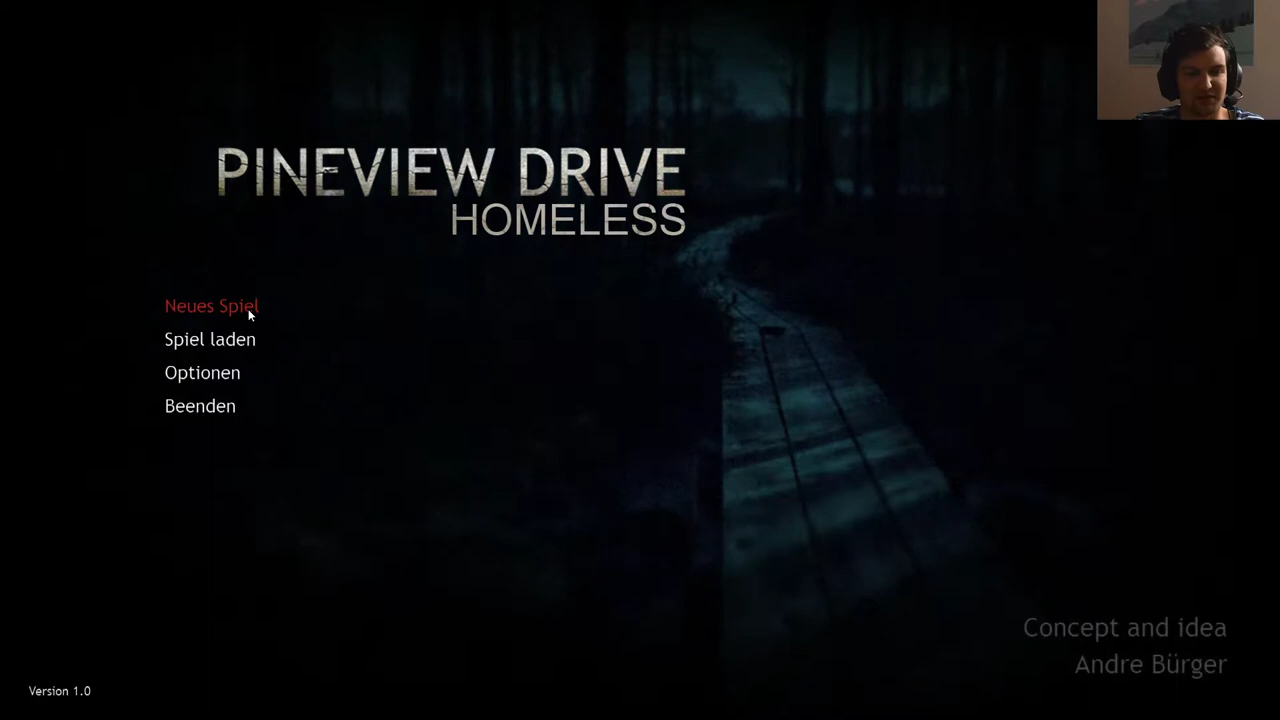 PINEVIEW DRIVE
HOMELESS
Neues Spiel
Spiel laden
Optionen
Beenden
Concept and idea
Andre Bürger
Version 1.0